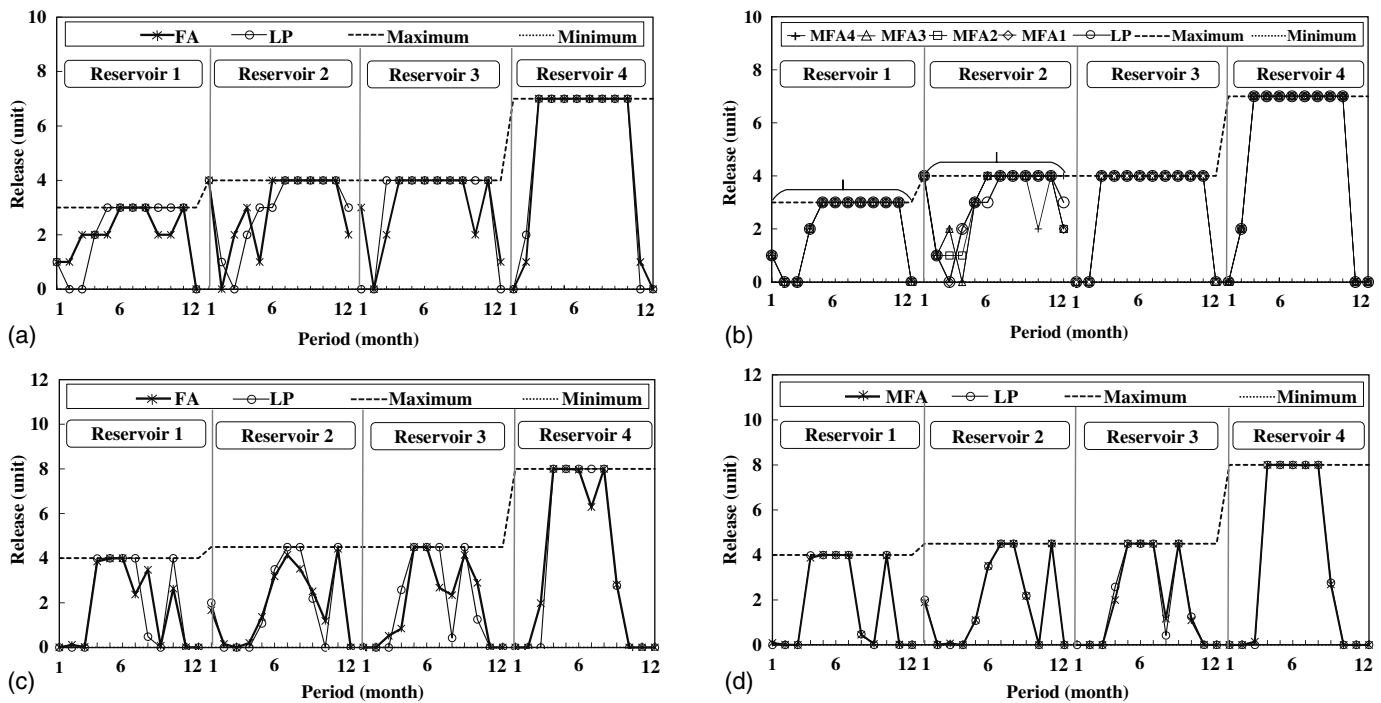 10
FA LP Maximum Minimum
Reservoir 1 Reservoir 2 Reservoir 3 Reservoir 4
8
6
4
2
0
Release (unit)
1 6 12 1 6 12 1 6 12 1 6 12
Period (month)
(a)
10
MFA4 MFA3 MFA2 MFA1 LP Maximum Minimum
Reservoir 1 Reservoir 2 Reservoir 3 Reservoir 4
8
6
4
2
0
Release (unit)
1 6 12 1 6 12 1 6 12 1 6 12
Period (month)
(b)
12
FA LP Maximum Minimum
10
Reservoir 1 Reservoir 2 Reservoir 3 Reservoir 4
8
6
4
2
0
Release (unit)
1 6 12 1 6 12 1 6 12 1 6 12
Period (month)
(c)
12
MFA LP Maximum Minimum
10
Reservoir 1 Reservoir 2 Reservoir 3 Reservoir 4
8
6
4
2
0
Release (unit)
1 6 12 1 6 12 1 6 12 1 6 12
Period (month)
(d)